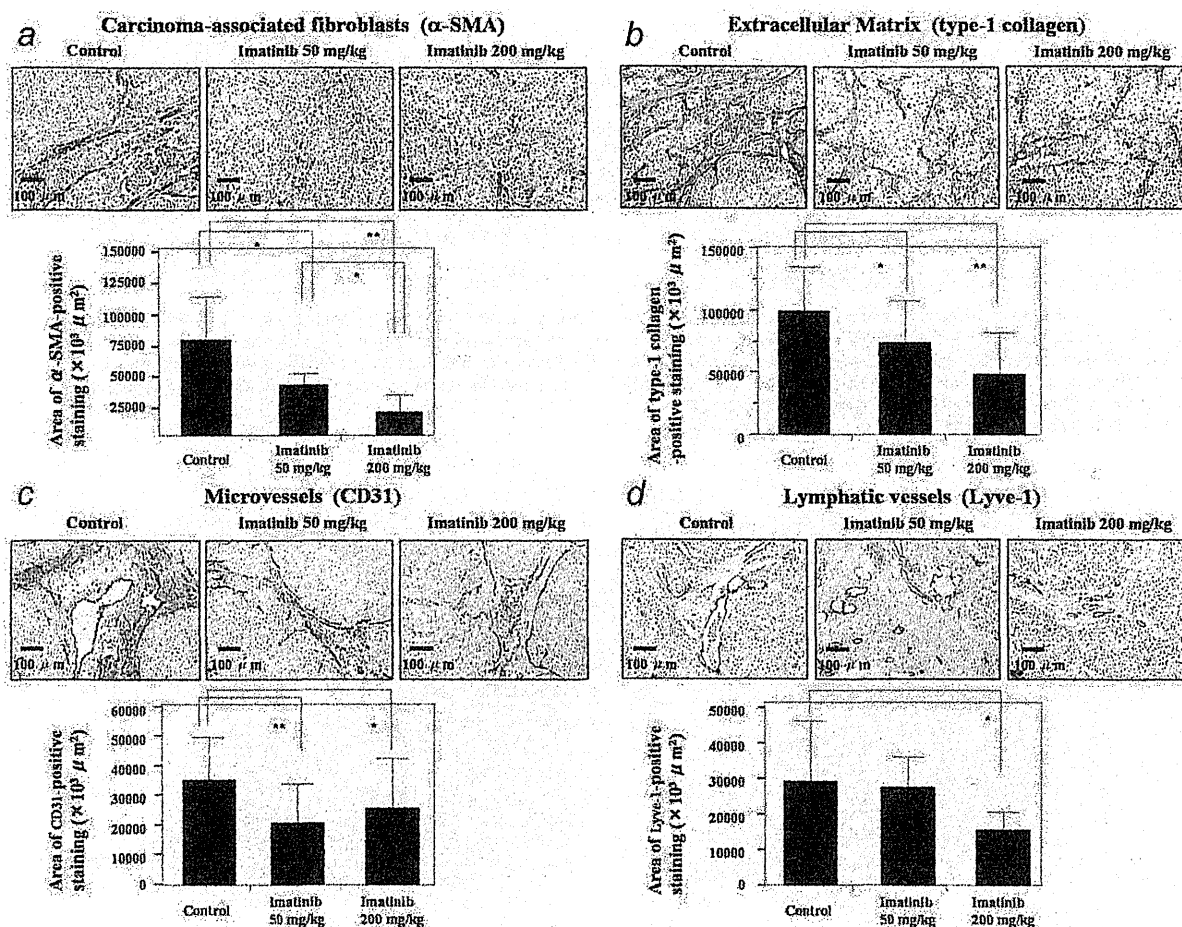 a
Carcinoma-associated fibroblasts (α-SMA)
Control
Imatinib 50 mg/kg
Imatinib 200 mg/kg
100 μm
100 μm
100 μm
Area of α-SMA-positive
staining (×10³ μm²)
150000
125000
100000
75000
50000
25000
*
**
*
Control
Imatinib
50 mg/kg
Imatinib
200 mg/kg
b
Extracellular Matrix (type-1 collagen)
Control
Imatinib 50 mg/kg
Imatinib 200 mg/kg
100 μm
100 μm
100 μm
Area of type-1 collagen
-positive staining (×10³ μm²)
150000
100000
50000
0
*
**
Control
Imatinib
50 mg/kg
Imatinib
200 mg/kg
c
Microvessels (CD31)
Control
Imatinib 50 mg/kg
Imatinib 200 mg/kg
100 μm
100 μm
100 μm
Area of CD31-positive
staining (×10³ μm²)
60000
50000
40000
30000
20000
10000
0
**
*
Control
Imatinib
50 mg/kg
Imatinib
200 mg/kg
d
Lymphatic vessels (Lyve-1)
Control
Imatinib 50 mg/kg
Imatinib 200 mg/kg
100 μm
100 μm
100 μm
Area of Lyve-1-positive
staining (×10³ μm²)
50000
40000
30000
20000
10000
0
*
Control
Imatinib
50 mg/kg
Imatinib
200 mg/kg